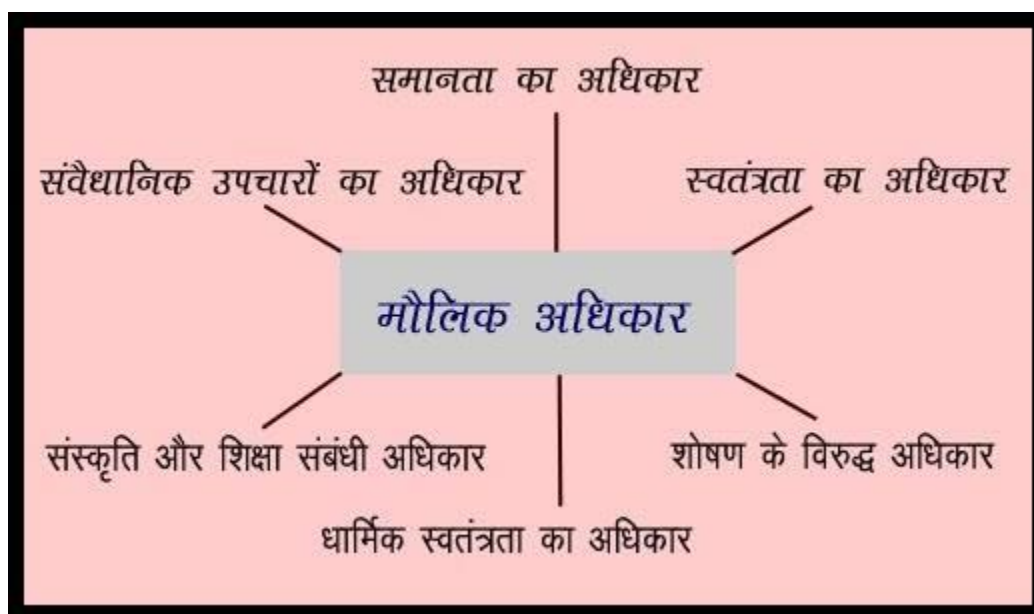 समानता का अधिकार
संवैधानिक उपचारों का अधिकार
स्वतंत्रता का अधिकार
मौलिक अधिकार
संस्कृति और शिक्षा संबंधी अधिकार
शोषण के विरुद्ध अधिकार
धार्मिक स्वतंत्रता का अधिकार